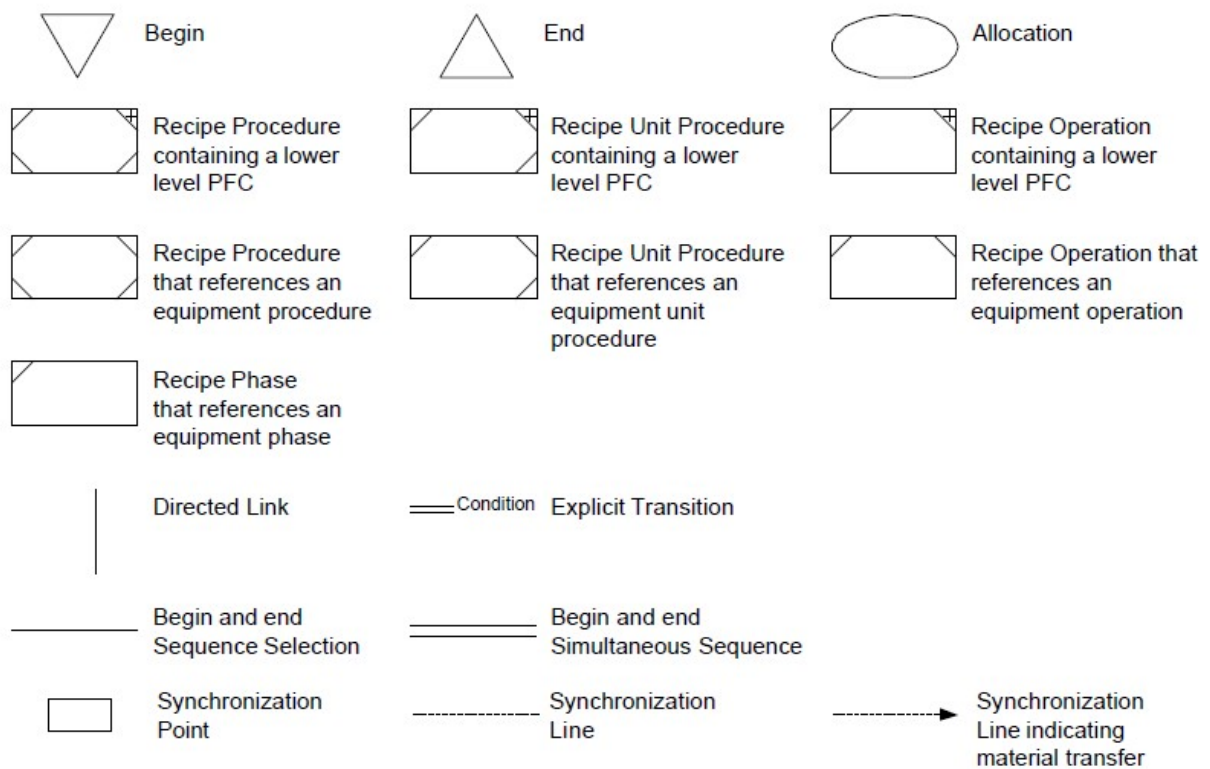 Begin
End
Allocation
Recipe Procedure
containing a lower
level PFC
Recipe Unit Procedure
containing a lower
level PFC
Recipe Operation
containing a lower
level PFC
Recipe Procedure
that references an
equipment procedure
Recipe Unit Procedure
that references an
equipment unit
procedure
Recipe Operation that
references an
equipment operation
Recipe Phase
that references an
equipment phase
Directed Link
Condition
Explicit Transition
Begin and end
Sequence Selection
Begin and end
Simultaneous Sequence
Synchronization
Point
Synchronization
Line
Synchronization
Line indicating
material transfer